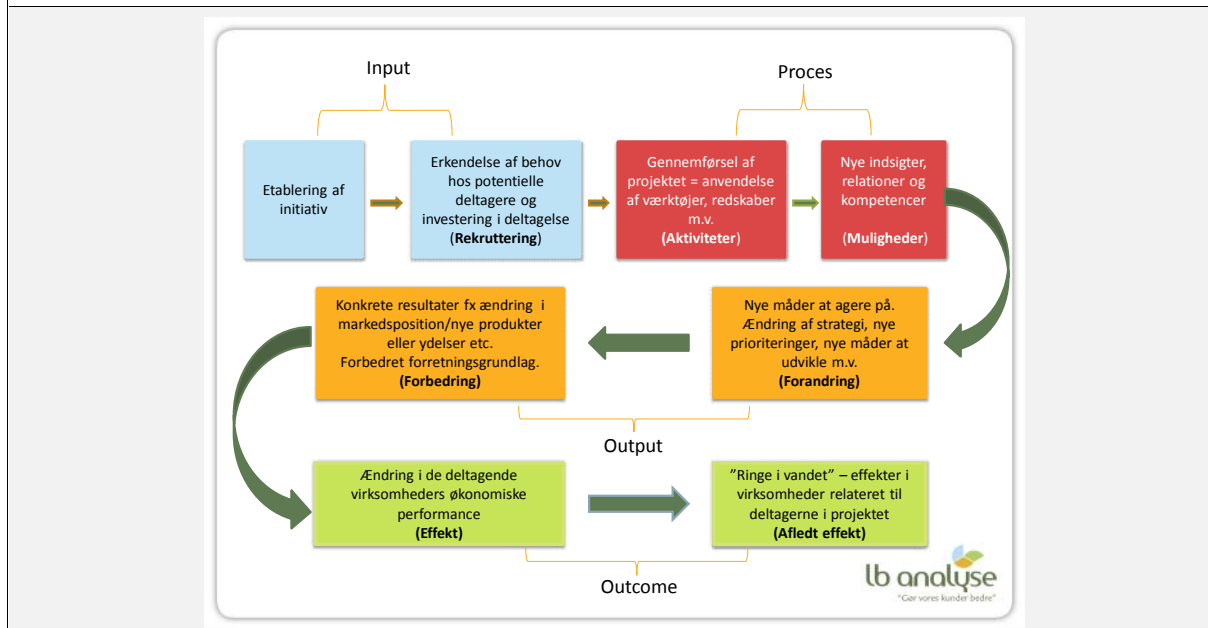 Input
Proces
Etablering af
initiativ
Erkendelse af behov
hos potentielle
deltagere og
investering i deltagelse
(Rekruttering)
Gennemførsel af
projektet = anvendelse
af værktøjer, redskaber
m.v.
(Aktiviteter)
Nye indsigter,
relationer og
kompetencer
(Muligheder)
Nye måder at agere på.
Ændring af strategi, nye
prioriteringer, nye måder at
udvikle m.v.
(Forandring)
Konkrete resultater fx ændring i
markedsposition/nye produkter
eller ydelser etc.
Forbedret forretningsgrundlag.
(Forbedring)
Output
Ændring i de deltagende
virksomheders økonomiske
performance
(Effekt)
”Ringe i vandet” – effekter i
virksomheder relateret til
deltagerne i projektet
(Afledt effekt)
Outcome
lb analyse
"Gør vores kunder bedre"